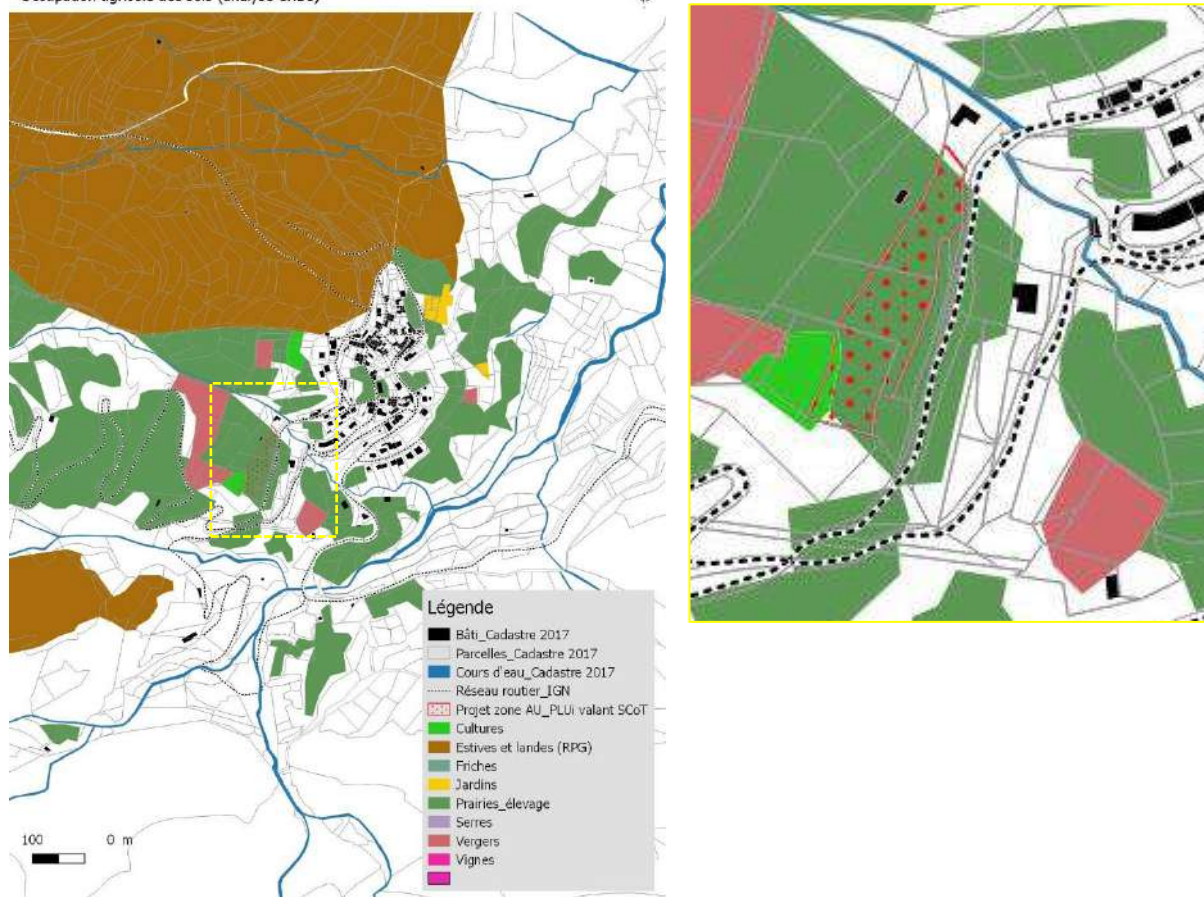 Légende
Bâti_Cadastre 2017
Parcelles_Cadastre 2017
Cours d'eau_Cadastre 2017
Réseau routier_IGN
Projet zone AU_PLUi valant SCoT
Cultures
Estives et landes (RPG)
Friches
Jardins
Prairies_élevage
Serres
Vergers
Vignes
100 0 m